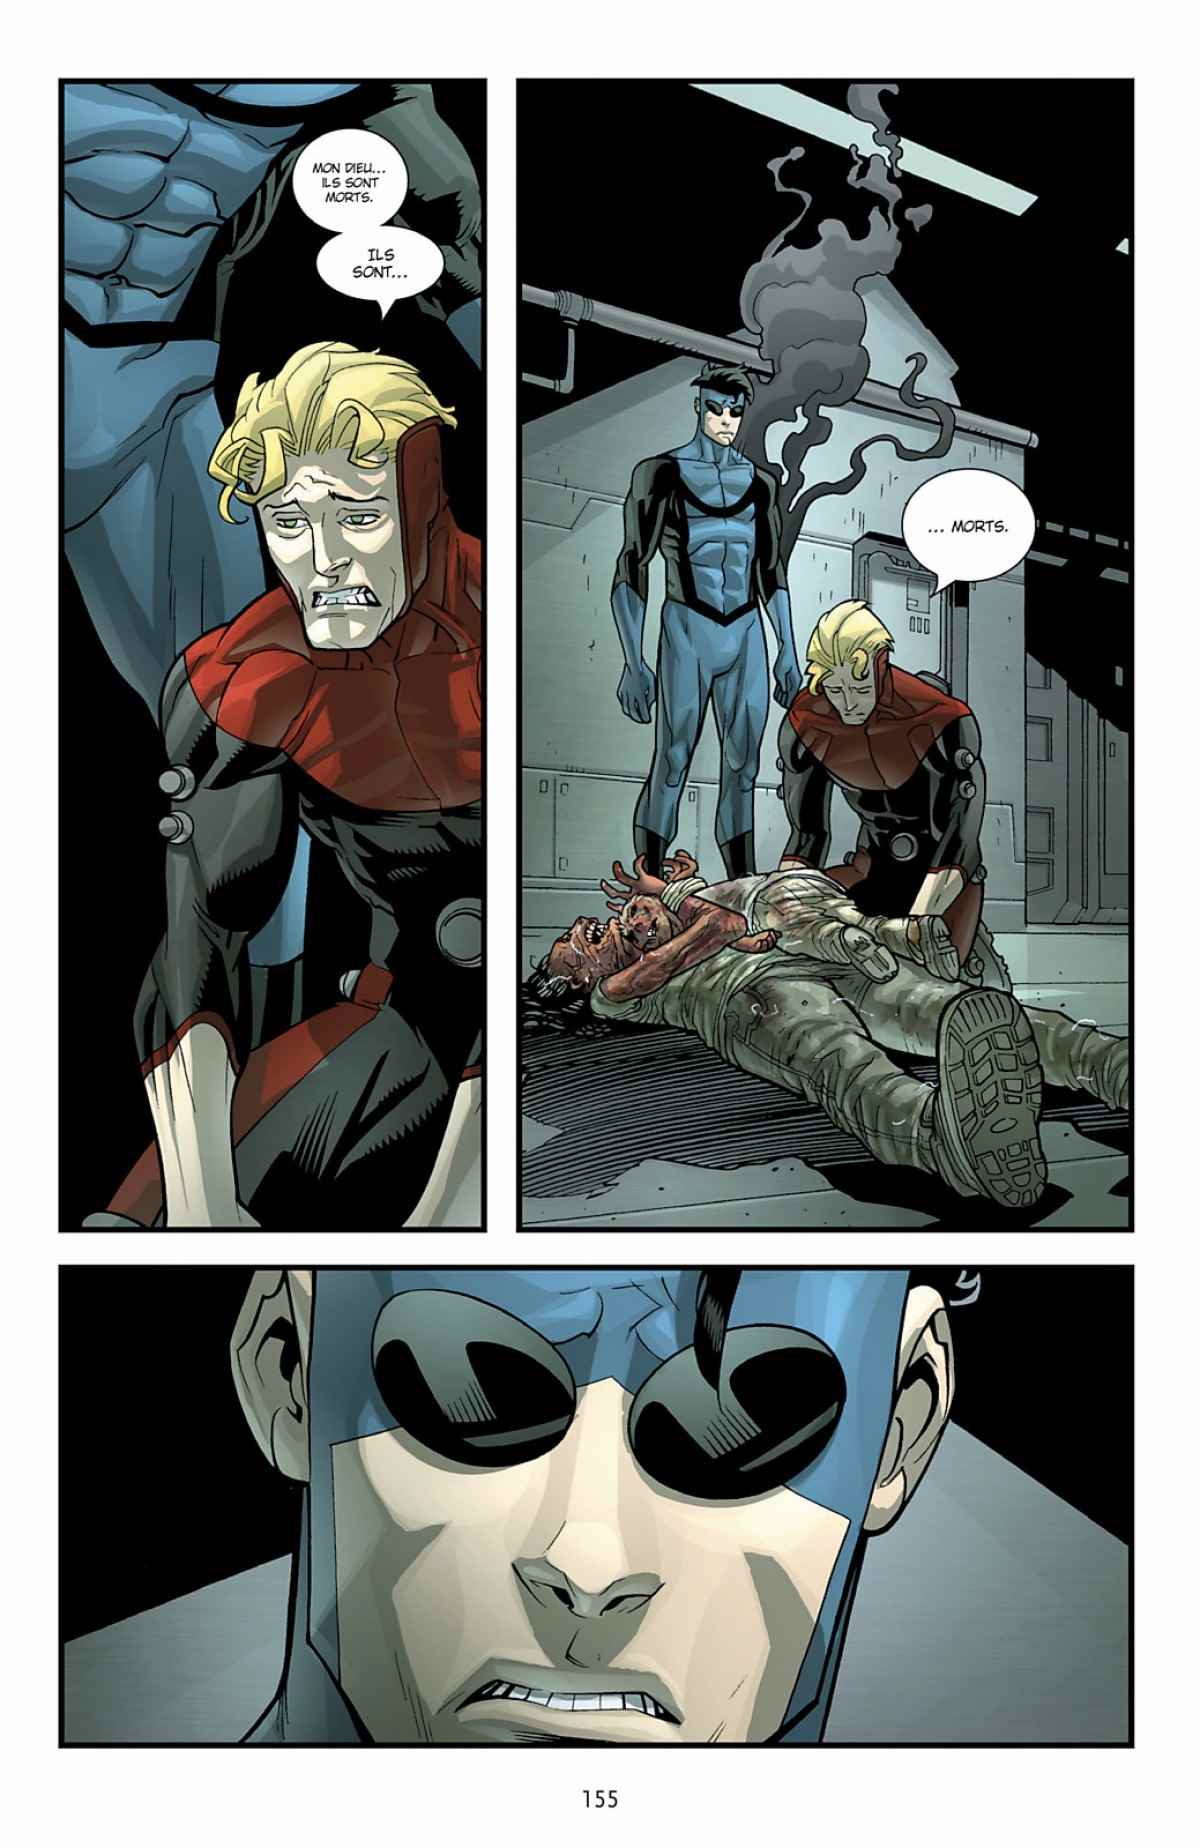 MON DIEU...
ILS SONT
MORTS.
ILS
SONT...
... MORTS.
155